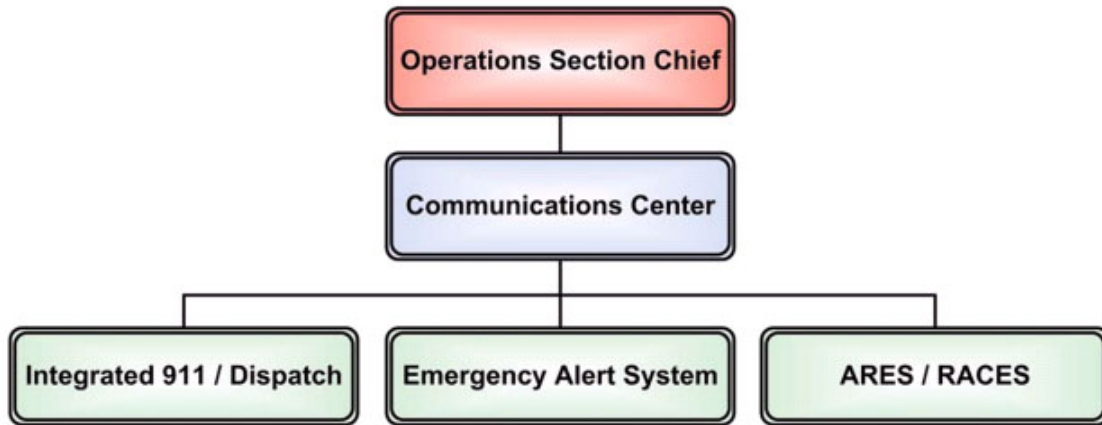 Operations Section Chief
Communications Center
Integrated 911 / Dispatch
Emergency Alert System
ARES / RACES